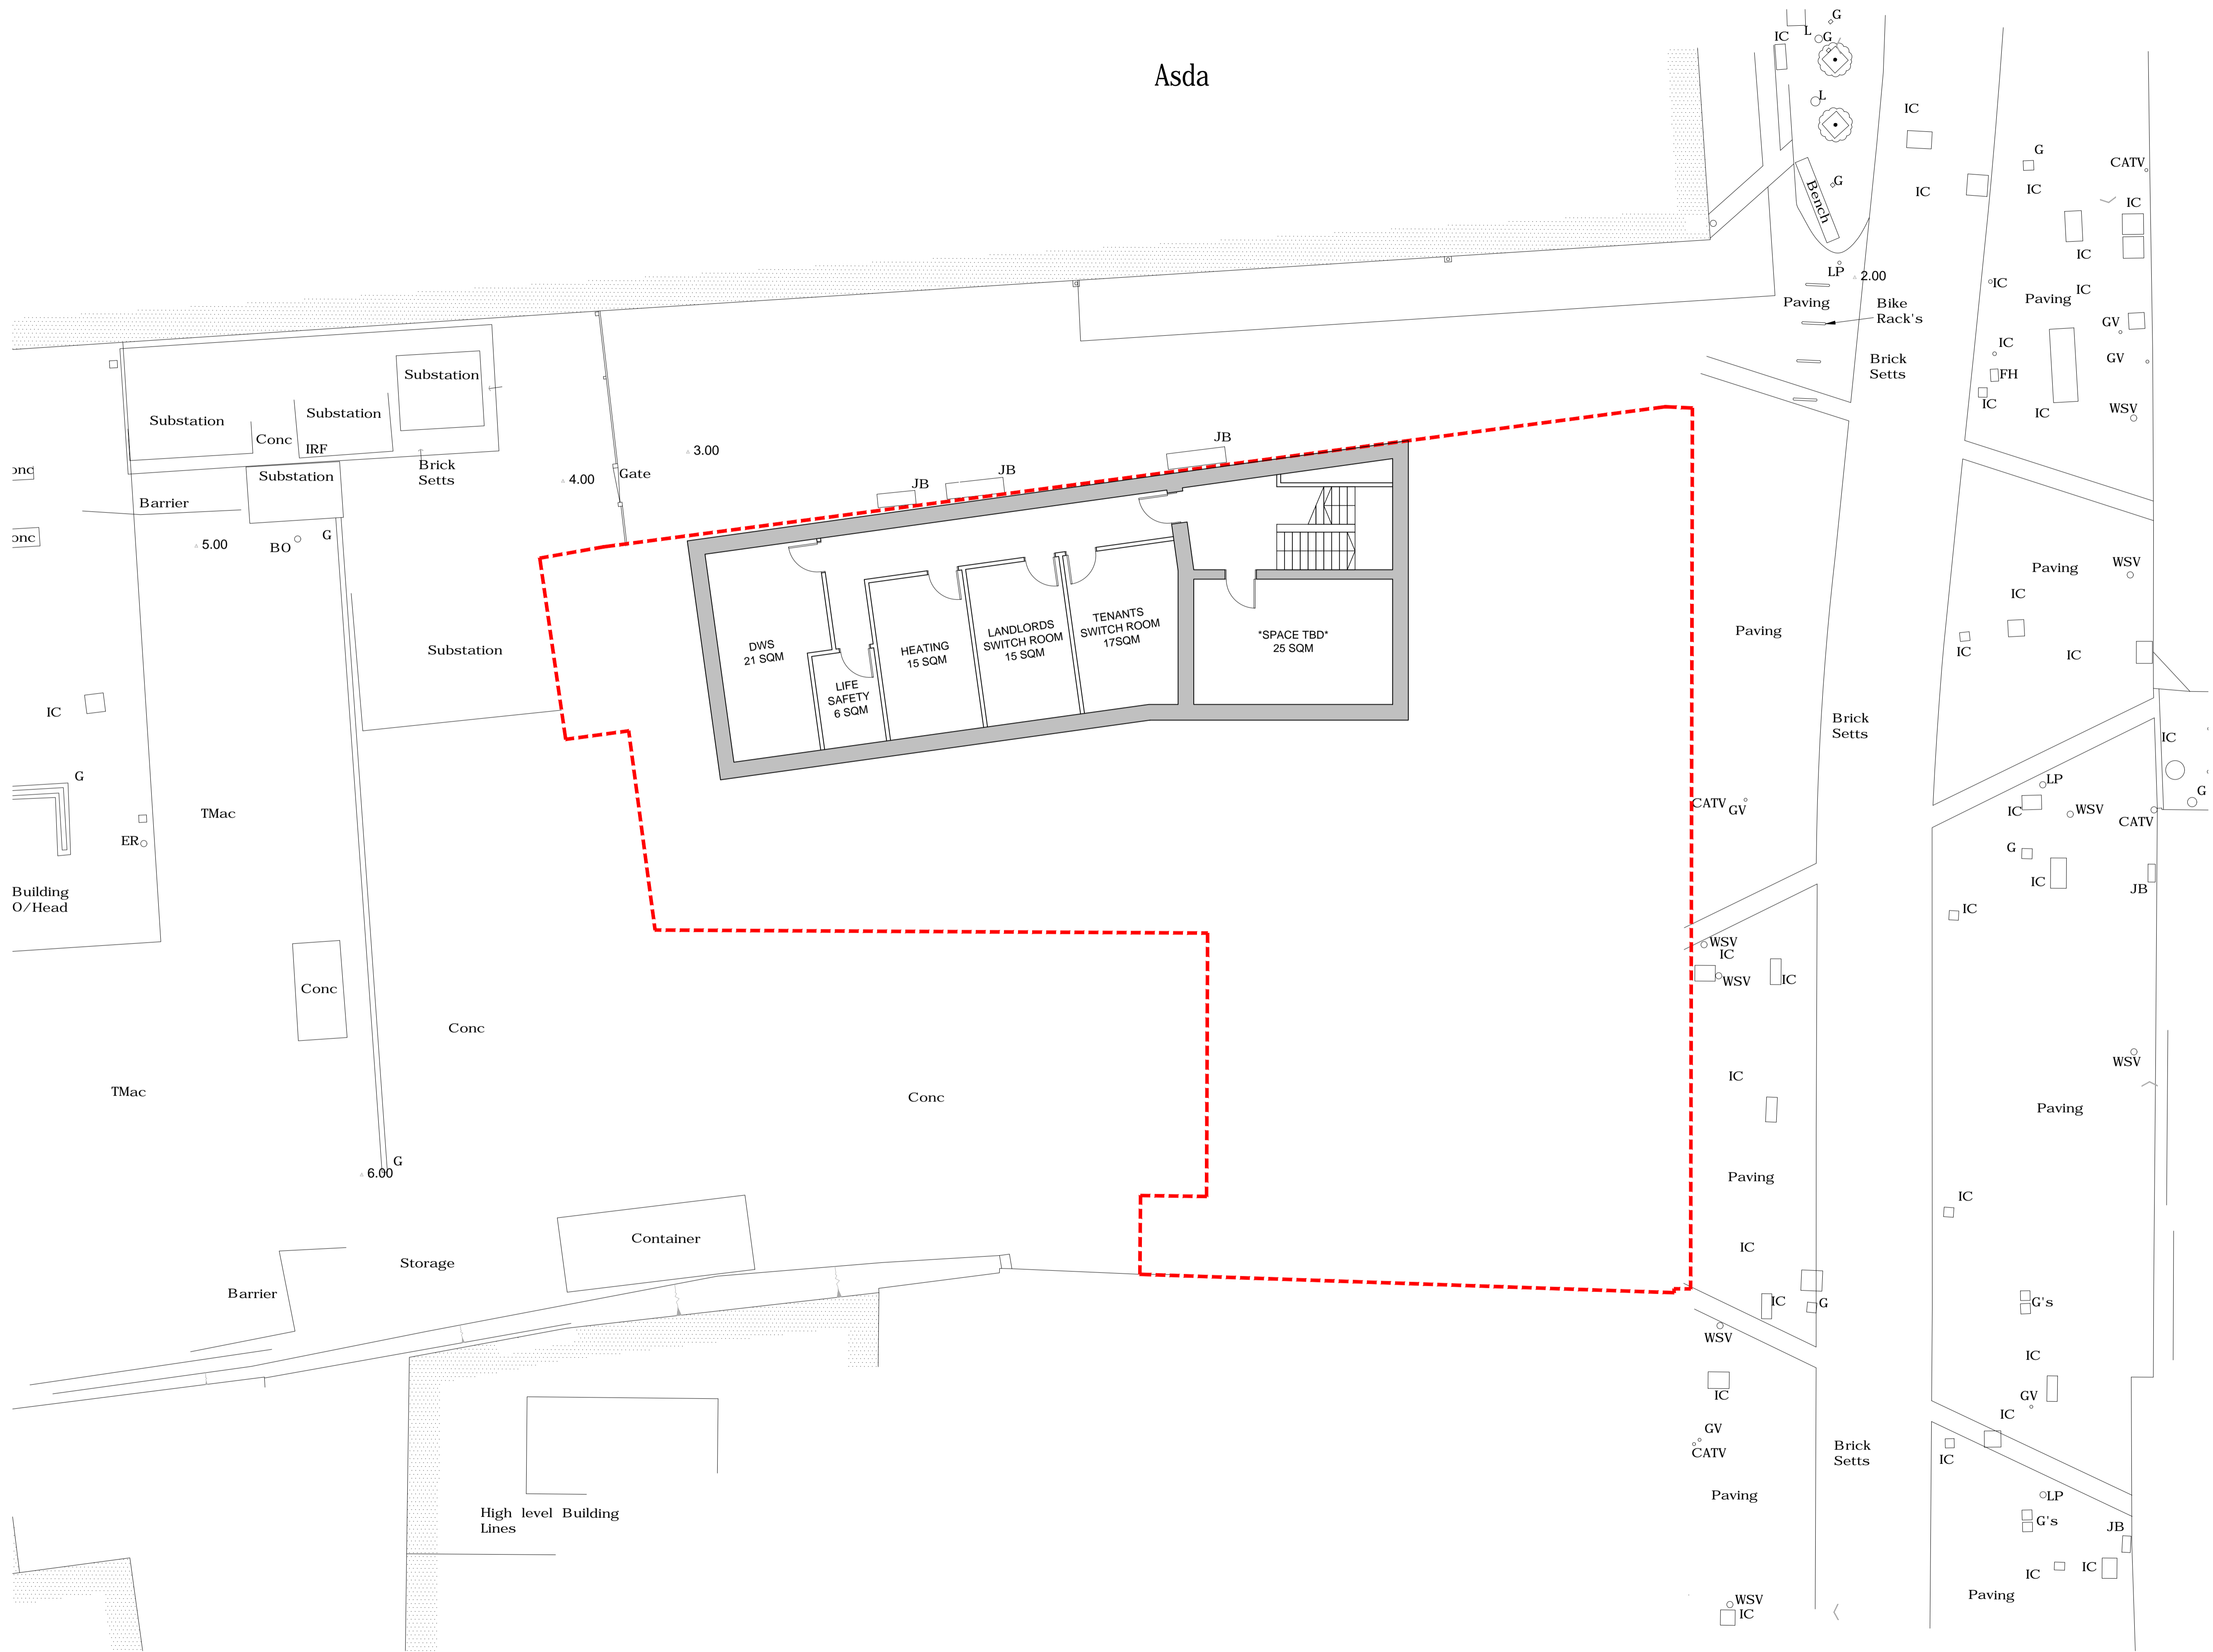 Asda
G
L
G
IC
L
IC
G
CATV
IC
G
IC
IC
Bench
IC
LP
2.00
IC
Paving
IC
Paving
Bike
Rack's
GV
IC
GV
Brick
Setts
FH
IC
IC
WSV
Substation
Substation
Substation
Conc
IRF
Substation
Brick
Setts
Barrier
onc
onc
BO
G
5.00
4.00
Gate
3.00
JB
JB
JB
DWS
21 SQM
LIFE
SAFETY
6 SQM
HEATING
15 SQM
LANDLORDS
SWITCH ROOM
15 SQM
TENANTS
SWITCH ROOM
17SQM
*SPACE TBD*
25 SQM
Substation
Paving
WSV
IC
Paving
IC
IC
Brick
Setts
IC
IC
G
TMac
ER
Building
O/Head
CATV
GV
LP
IC
WSV
CATV
G
G
IC
JB
IC
WSV
IC
WSV
IC
Conc
Conc
TMac
Conc
WSV
IC
Paving
Paving
G
6.00
IC
Container
Storage
Barrier
IC
IC
G
G's
WSV
IC
IC
GV
IC
GV
CATV
Brick
Setts
IC
Paving
High level Building
Lines
LP
G's
JB
IC
IC
Paving
WSV
IC